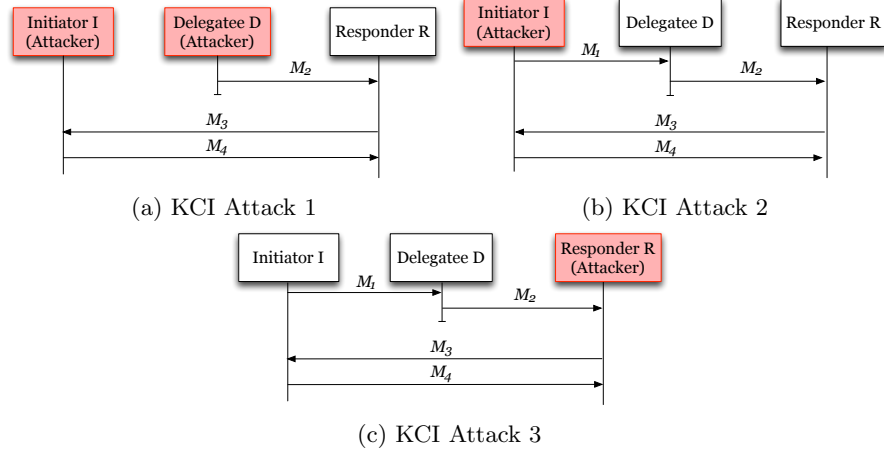 Initiator I
(Attacker)
Delegatee D
(Attacker)
Responder R
M2
M3
M4
(a) KCI Attack 1
Initiator I
(Attacker)
Delegatee D
Responder R
M1
M2
M3
M4
(b) KCI Attack 2
Initiator I
Delegatee D
Responder R
(Attacker)
M1
M2
M3
M4
(c) KCI Attack 3